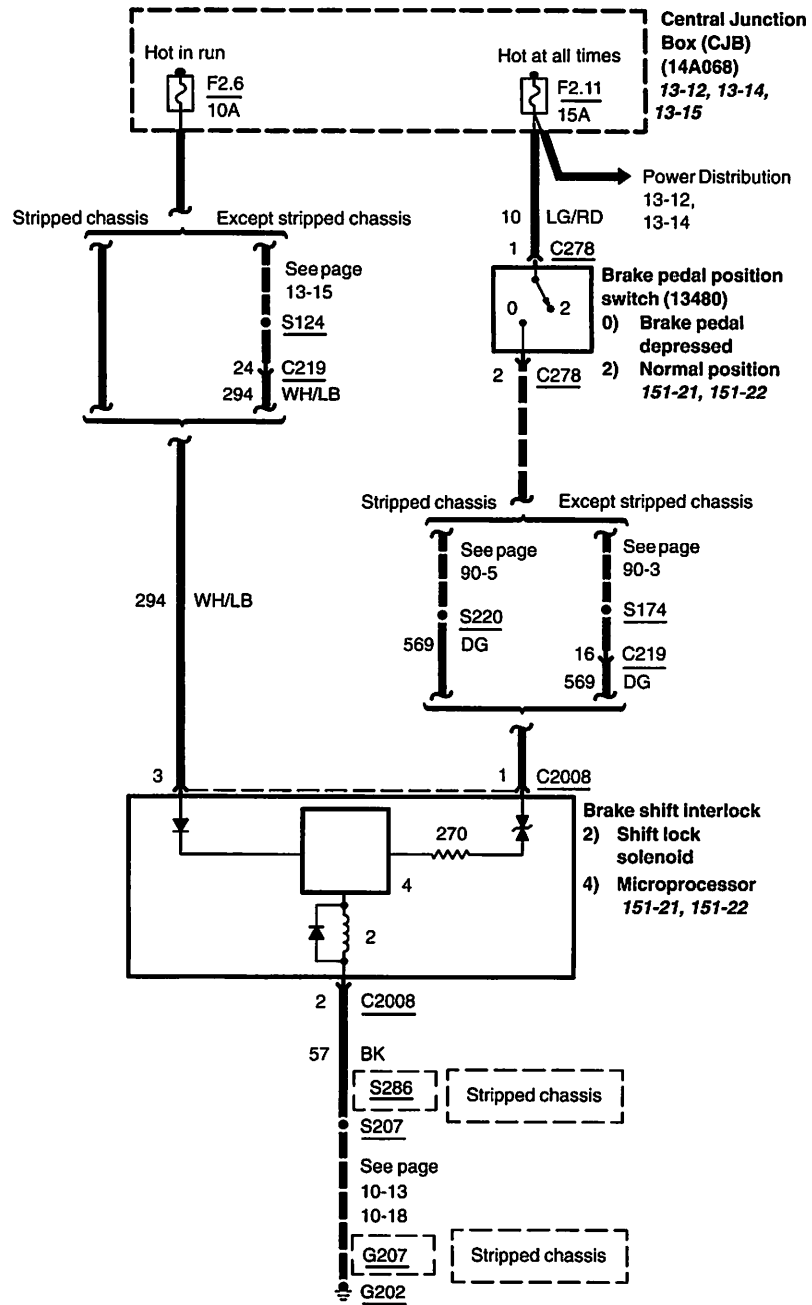 Central Junction
Box (CJB)
(14A068)
13-12, 13-14,
13-15
Hot in run
F2.6
10A
Hot at all times
F2.11
15A
Power Distribution
13-12,
13-14
Stripped chassis
Except stripped chassis
See page
13-15
S124
24 C219
294 WH/LB
10 LG/RD
1 C278
0
2
Brake pedal position
switch (13480)
0) Brake pedal
depressed
2) Normal position
151-21, 151-22
2 C278
Stripped chassis
Except stripped chassis
See page
90-5
S220
569 DG
See page
90-3
S174
16 C219
569 DG
294 WH/LB
3
1 C2008
Brake shift interlock
2) Shift lock
solenoid
4) Microprocessor
151-21, 151-22
270
4
2
2 C2008
57 BK
S286
Stripped chassis
S207
See page
10-13
10-18
G207
Stripped chassis
G202